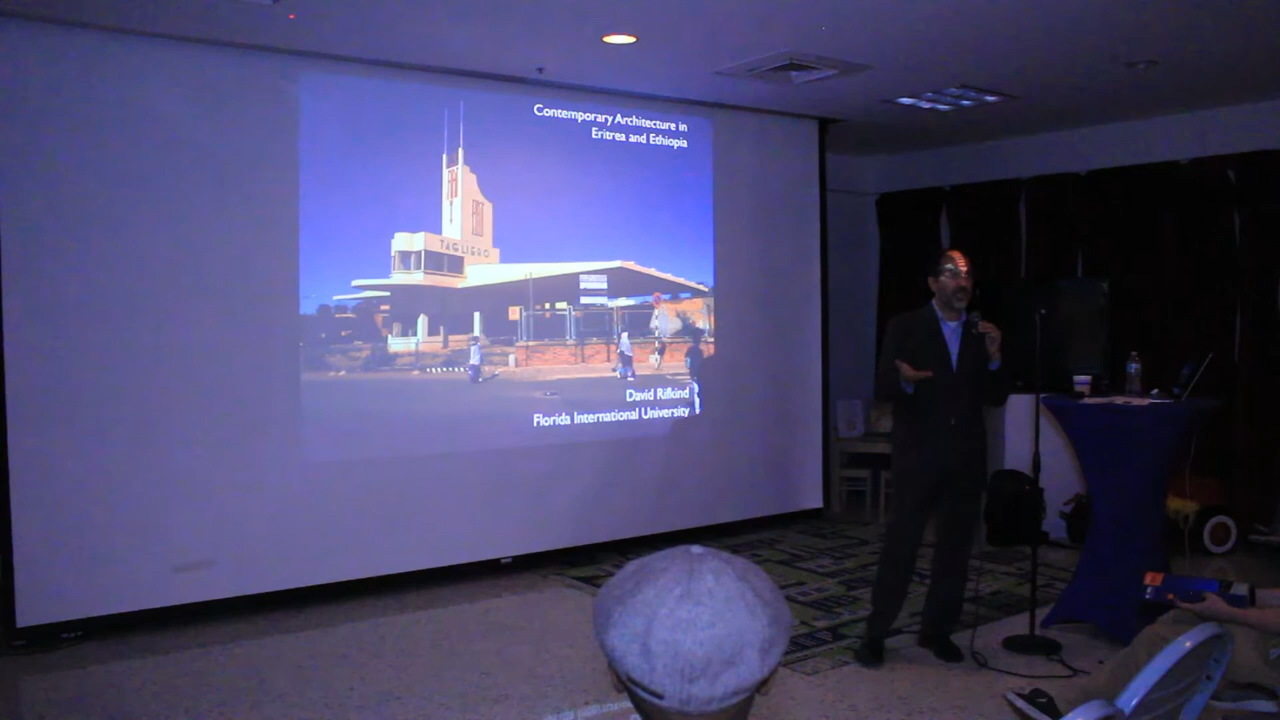 Contemporary Architecture in
Eritrea and Ethiopia
TAGLIERO
David Rifkind
Florida International University